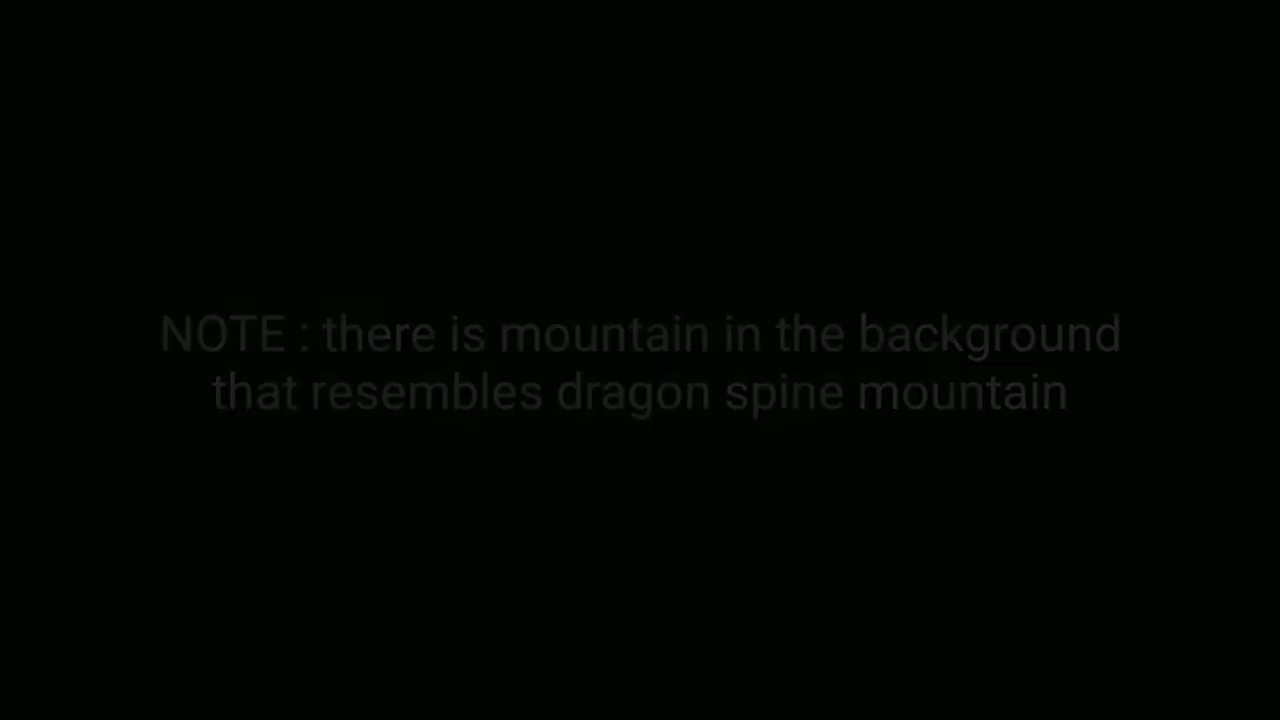 NOTE : there is mountain in the background
that resembles dragon spine mountain